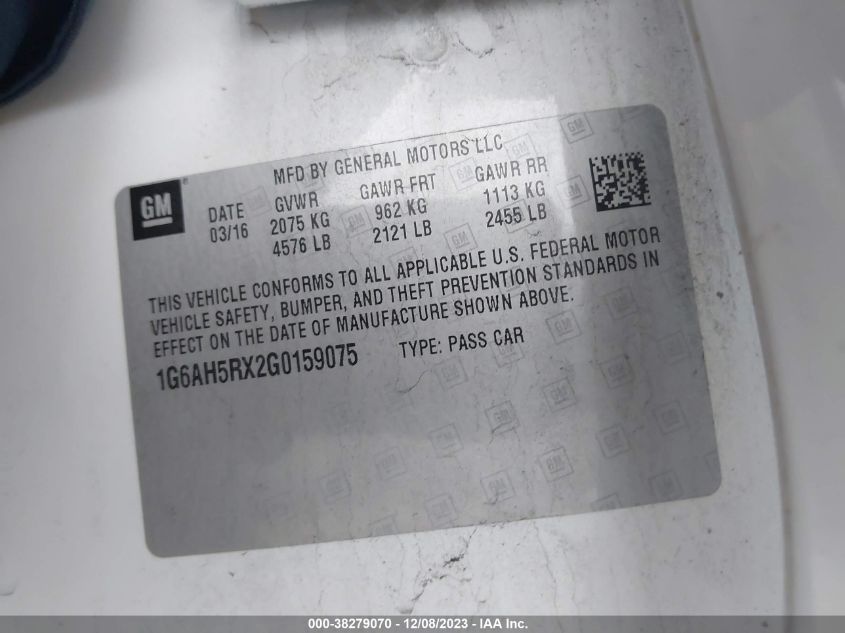 MFD BY GENERAL MOTORS LLC
GM®
DATE GVWR GAWR FRT GAWR RR
03/16 2075 KG 962 KG 1113 KG
4576 LB 2121 LB 2455 LB
THIS VEHICLE CONFORMS TO ALL APPLICABLE U.S. FEDERAL MOTOR
VEHICLE SAFETY, BUMPER, AND THEFT PREVENTION STANDARDS IN
EFFECT ON THE DATE OF MANUFACTURE SHOWN ABOVE.
1G6AH5RX2G0159075 TYPE: PASS CAR
000-38279070 - 12/08/2023 - IAA Inc.